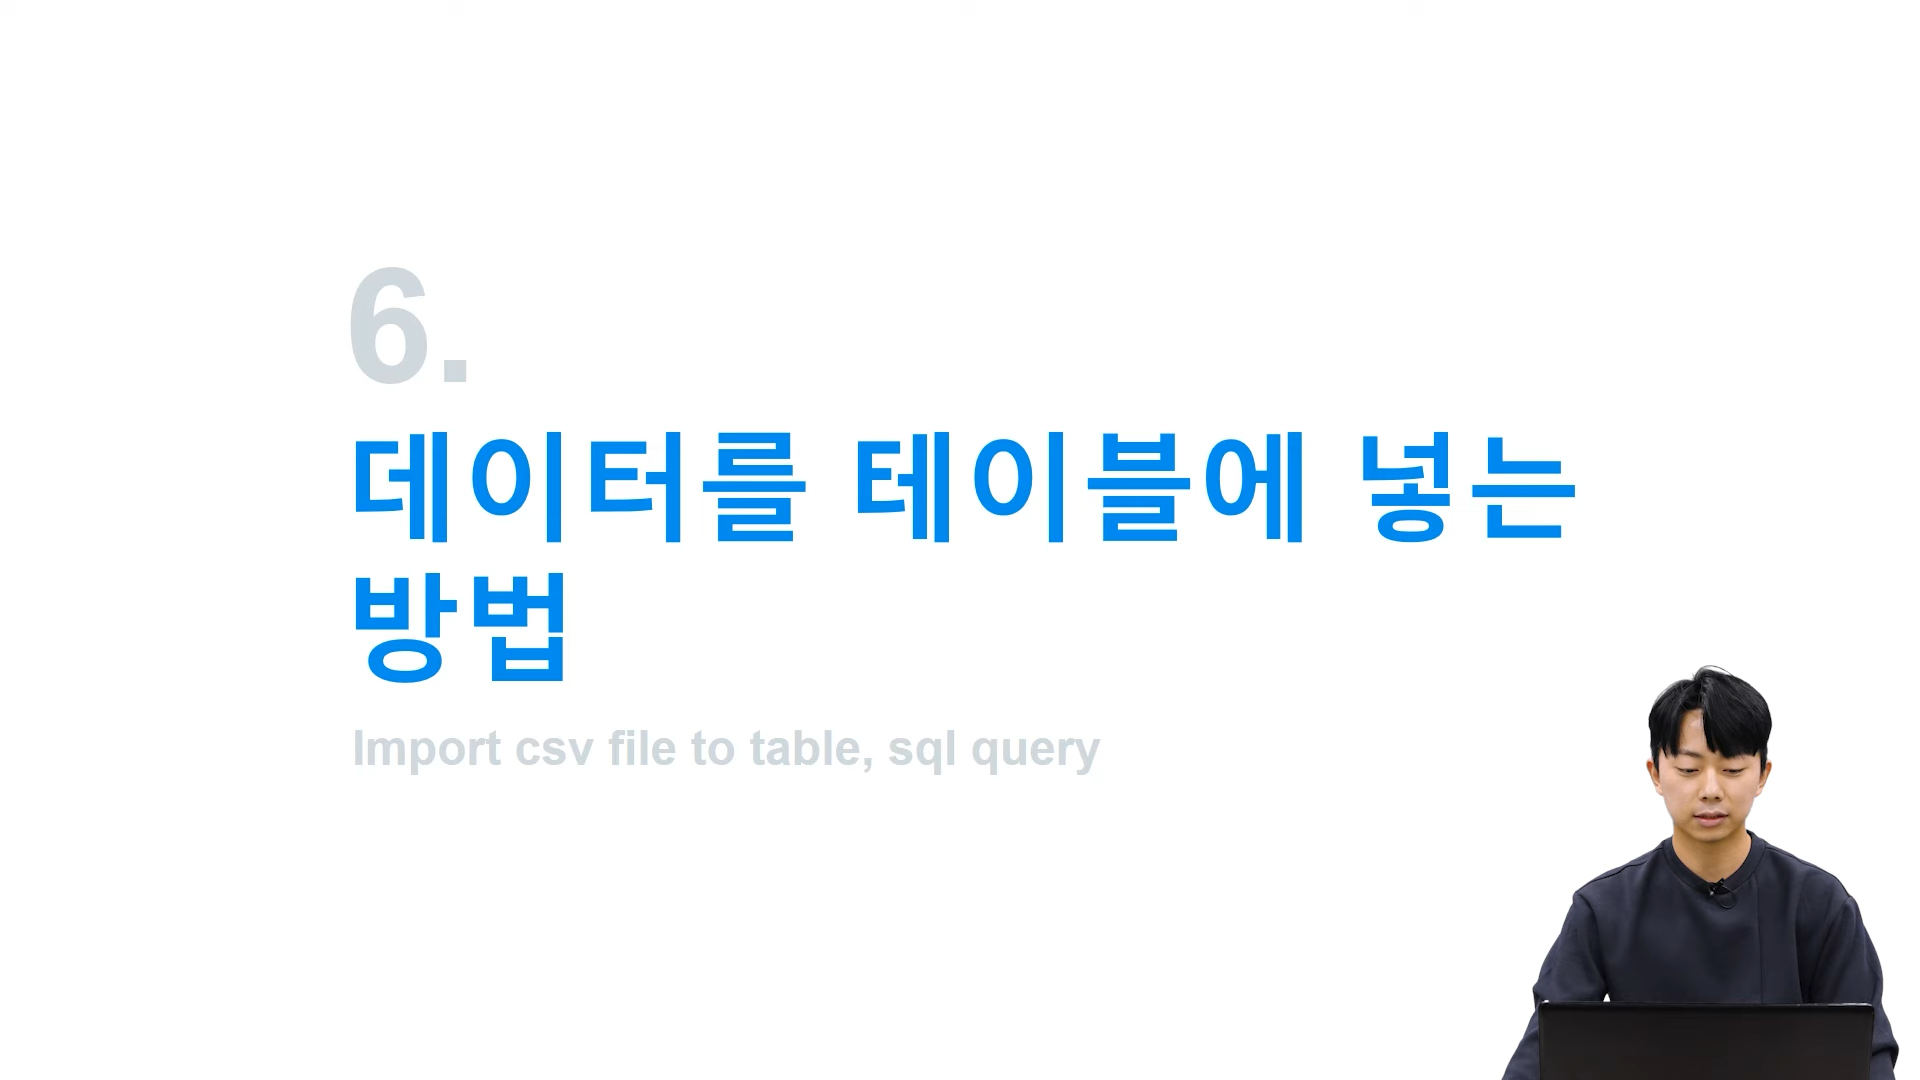 6.
데이터를 테이블에 넣는
방법
Import csv file to table, sql query